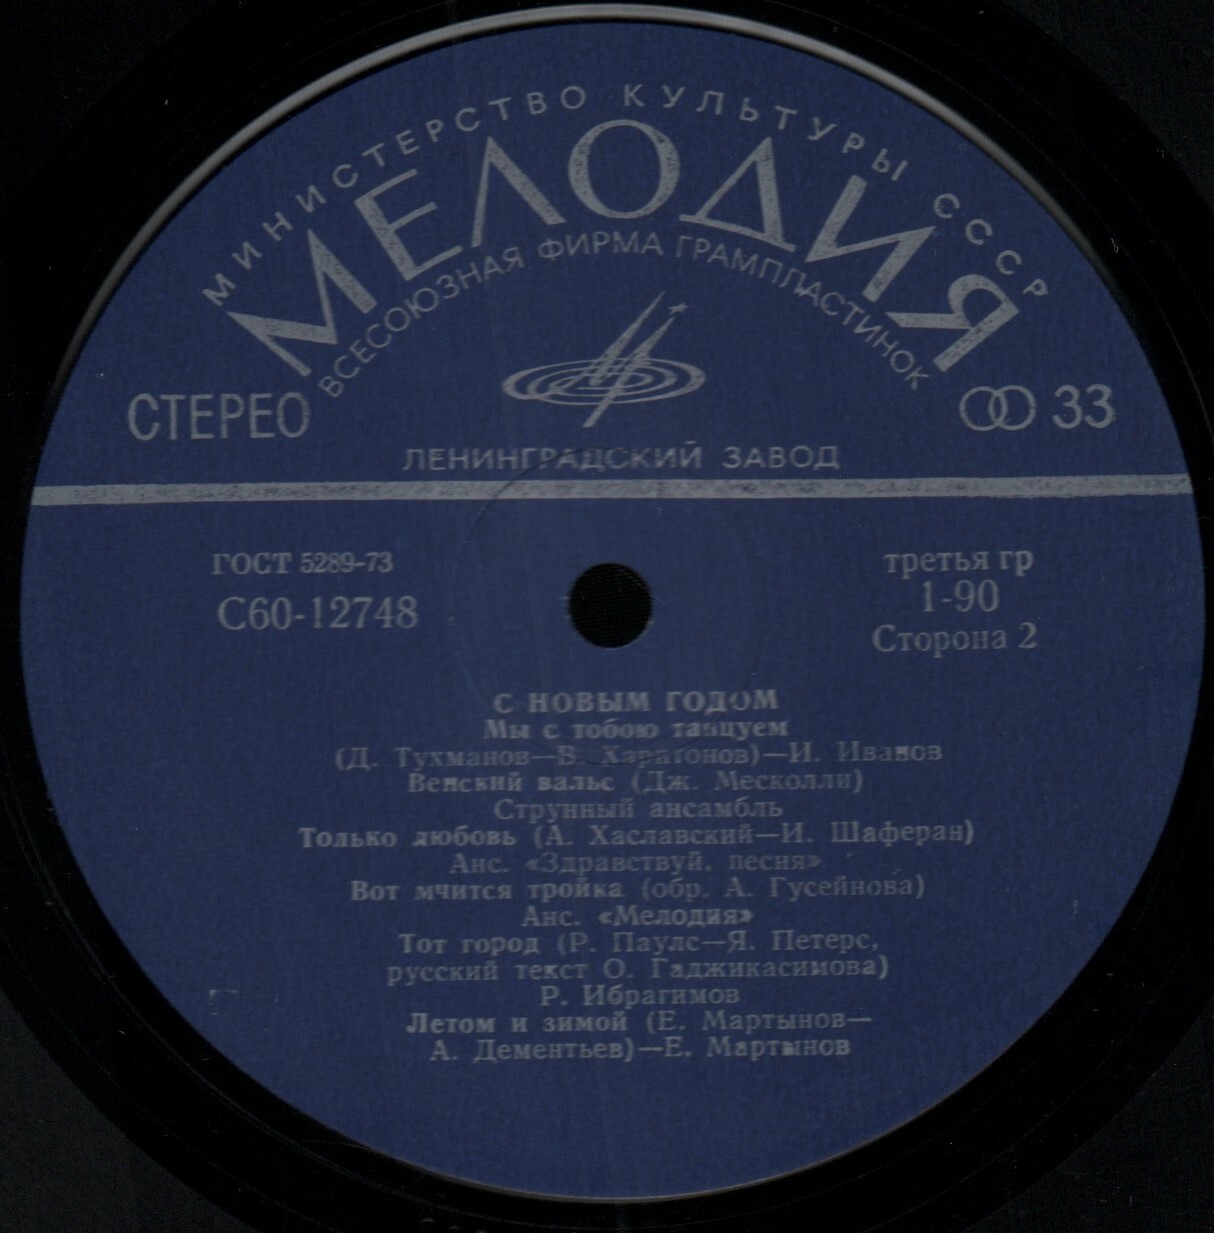 МИНИСТЕРСТВО КУЛЬТУРЫ СССР
МЕЛОДИЯ
ВСЕСОЮЗНАЯ ФИРМА ГРАМПЛАСТИНОК
СТЕРЕО
33
ЛЕНИНГРАДСКИЙ ЗАВОД
ГОСТ 5289-73
третья гр
С60-12748
1-90
Сторона 2
С НОВЫМ ГОДОМ
Мы с тобою танцуем
(Д. Тухманов—В. Харитонов)—И. Иванов
Венский вальс (Дж. Месколли)
Струнный ансамбль
Только любовь (А. Хаславский—И. Шаферан)
Анс. «Здравствуй, песня»
Вот мчится тройка (обр. А. Гусейнова)
Анс. «Мелодия»
Тот город (Р. Паулс—Я. Петерс,
русский текст О. Гаджикасимова)
Р. Ибрагимов
Летом и зимой (Е. Мартынов—
А. Дементьев)—Е. Мартынов